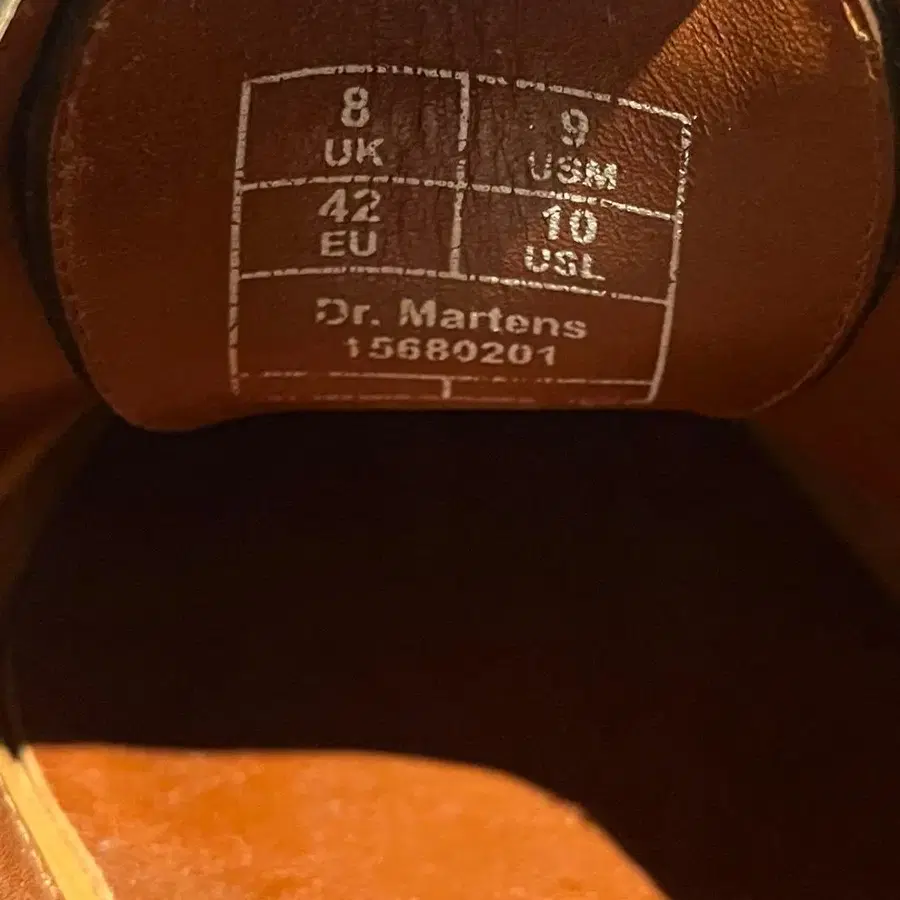 8 9
UK USM
42 10
EU USL
Dr. Martens
15680201